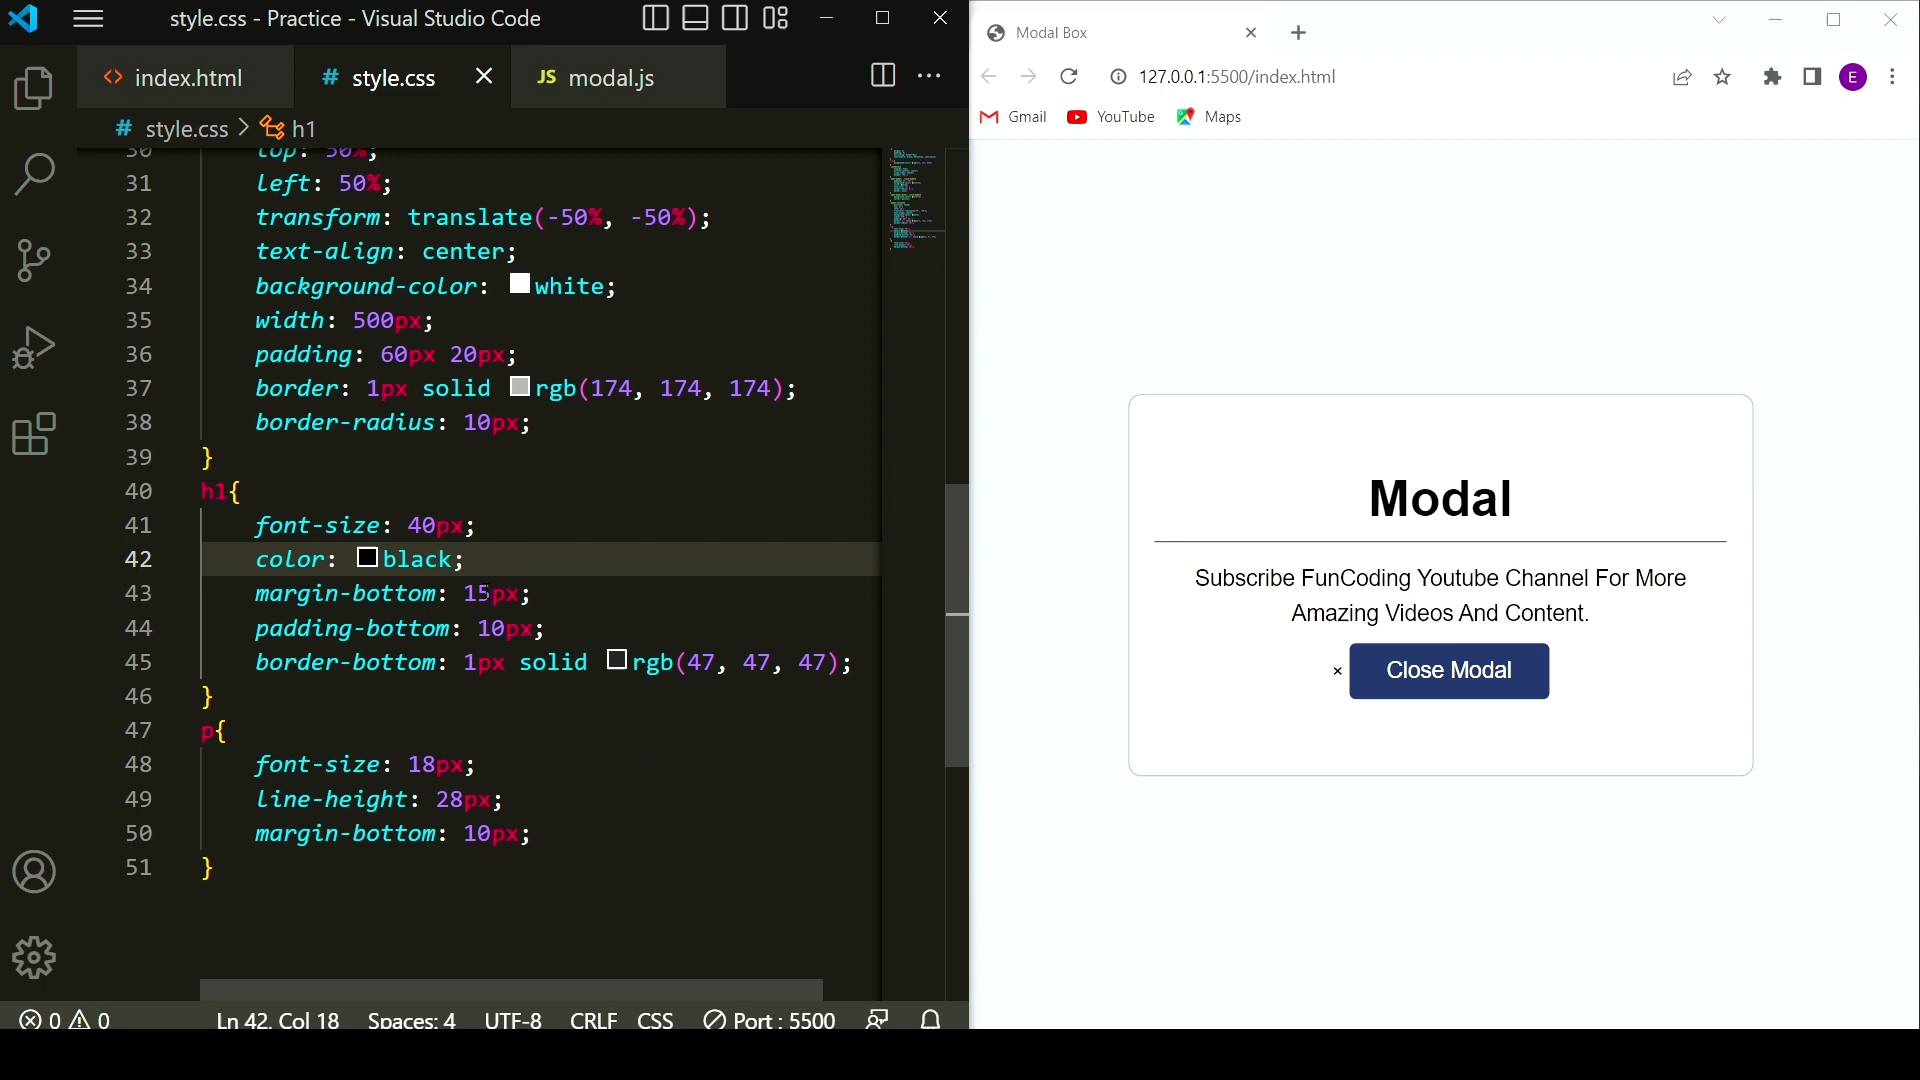 style.css - Practice - Visual Studio Code
index.html
# style.css
JS modal.js
# style.css > h1
30 top: 50%;
31 left: 50%;
32 transform: translate(-50%, -50%);
33 text-align: center;
34 background-color: white;
35 width: 500px;
36 padding: 60px 20px;
37 border: 1px solid rgb(174, 174, 174);
38 border-radius: 10px;
39 }
40 h1{
41 font-size: 40px;
42 color: black;
43 margin-bottom: 15px;
44 padding-bottom: 10px;
45 border-bottom: 1px solid rgb(47, 47, 47);
46 }
47 p{
48 font-size: 18px;
49 line-height: 28px;
50 margin-bottom: 10px;
51 }
0 0 Ln 42, Col 18 Spaces: 4 UTF-8 CRLF CSS Port : 5500
Modal Box
127.0.0.1:5500/index.html
E
Gmail YouTube Maps
Modal
Subscribe FunCoding Youtube Channel For More
Amazing Videos And Content.
× Close Modal